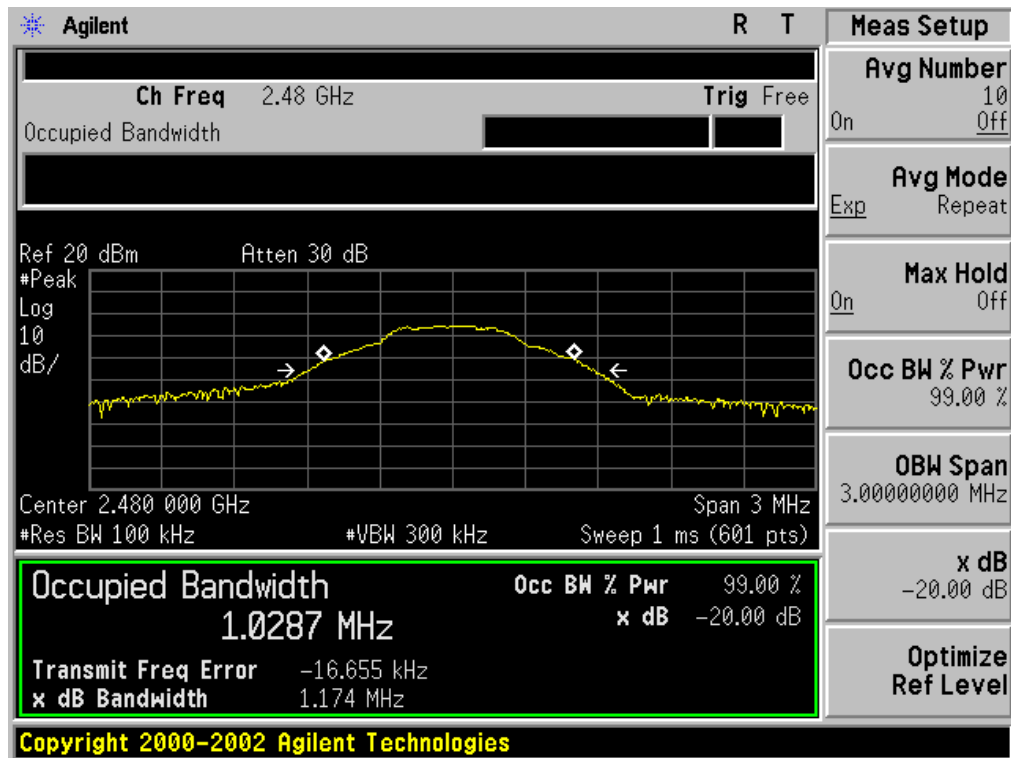 Agilent R T
Ch Freq 2.48 GHz Trig Free
Occupied Bandwidth
Ref 20 dBm Atten 30 dB
#Peak
Log
10
dB/
Center 2.480 000 GHz Span 3 MHz
#Res BW 100 kHz #VBW 300 kHz Sweep 1 ms (601 pts)
Occupied Bandwidth Occ BW % Pwr 99.00 %
1.0287 MHz x dB -20.00 dB
Transmit Freq Error -16.655 kHz
x dB Bandwidth 1.174 MHz
Copyright 2000-2002 Agilent Technologies
Meas Setup
Avg Number
10
On Off
Avg Mode
Exp Repeat
Max Hold
On Off
Occ BW % Pwr
99.00 %
OBW Span
3.00000000 MHz
x dB
-20.00 dB
Optimize
Ref Level